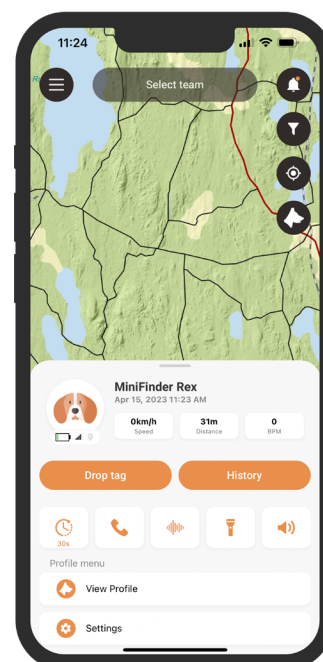 11:24
Select team
MiniFinder Rex
Apr 15, 2023 11:23 AM
0km/h
Speed
31m
Distance
0
BPM
Drop tag
History
30s
Profile menu
View Profile
Settings